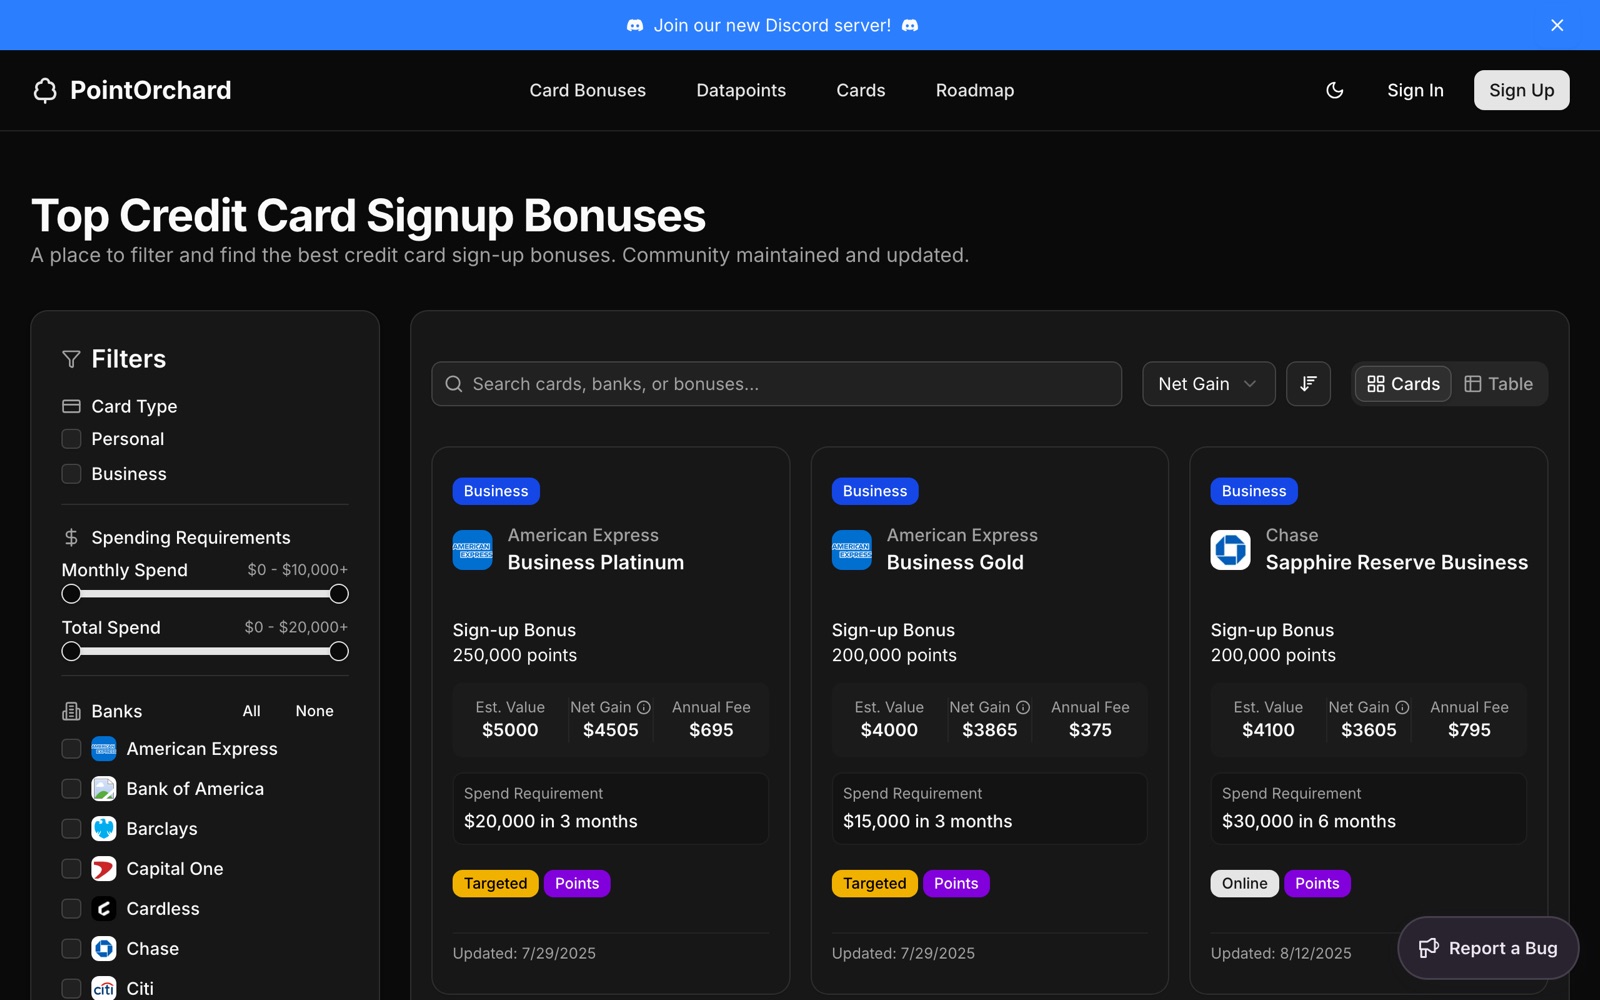 Join our new Discord server!
PointOrchard
Card Bonuses
Datapoints
Cards
Roadmap
Sign In
Sign Up
Top Credit Card Signup Bonuses
A place to filter and find the best credit card sign-up bonuses. Community maintained and updated.
Filters
Card Type
Personal
Business
Spending Requirements
Monthly Spend $0 - $10,000+
Total Spend $0 - $20,000+
Banks All None
American Express
Bank of America
Barclays
Capital One
Cardless
Chase
citi Citi
Search cards, banks, or bonuses...
Net Gain
Cards
Table
Business
AMERICAN EXPRESS
American Express
Business Platinum
Sign-up Bonus
250,000 points
Est. Value Net Gain Annual Fee
$5000 $4505 $695
Spend Requirement
$20,000 in 3 months
Targeted Points
Updated: 7/29/2025
Business
AMERICAN EXPRESS
American Express
Business Gold
Sign-up Bonus
200,000 points
Est. Value Net Gain Annual Fee
$4000 $3865 $375
Spend Requirement
$15,000 in 3 months
Targeted Points
Updated: 7/29/2025
Business
Chase
Sapphire Reserve Business
Sign-up Bonus
200,000 points
Est. Value Net Gain Annual Fee
$4100 $3605 $795
Spend Requirement
$30,000 in 6 months
Online Points
Updated: 8/12/2025
Report a Bug